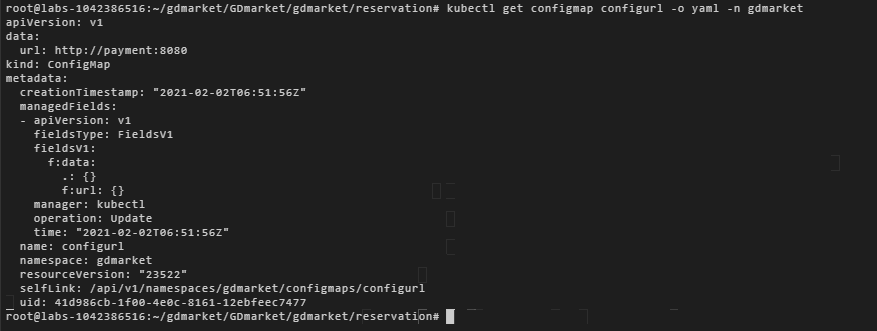 root@labs-1042386516:~/gdmarket/GDmarket/gdmarket/reservation# kubectl get configmap configurl -o yaml -n gdmarket
apiVersion: v1
data:
  url: http://payment:8080
kind: ConfigMap
metadata:
  creationTimestamp: "2021-02-02T06:51:56Z"
  managedFields:
  - apiVersion: v1
    fieldsType: FieldsV1
    fieldsV1:
      f:data:
        .: {}
        f:url: {}
    manager: kubectl
    operation: Update
    time: "2021-02-02T06:51:56Z"
  name: configurl
  namespace: gdmarket
  resourceVersion: "23522"
  selfLink: /api/v1/namespaces/gdmarket/configmaps/configurl
  uid: 41d986cb-1f00-4e0c-8161-12ebfeec7477
root@labs-1042386516:~/gdmarket/GDmarket/gdmarket/reservation#